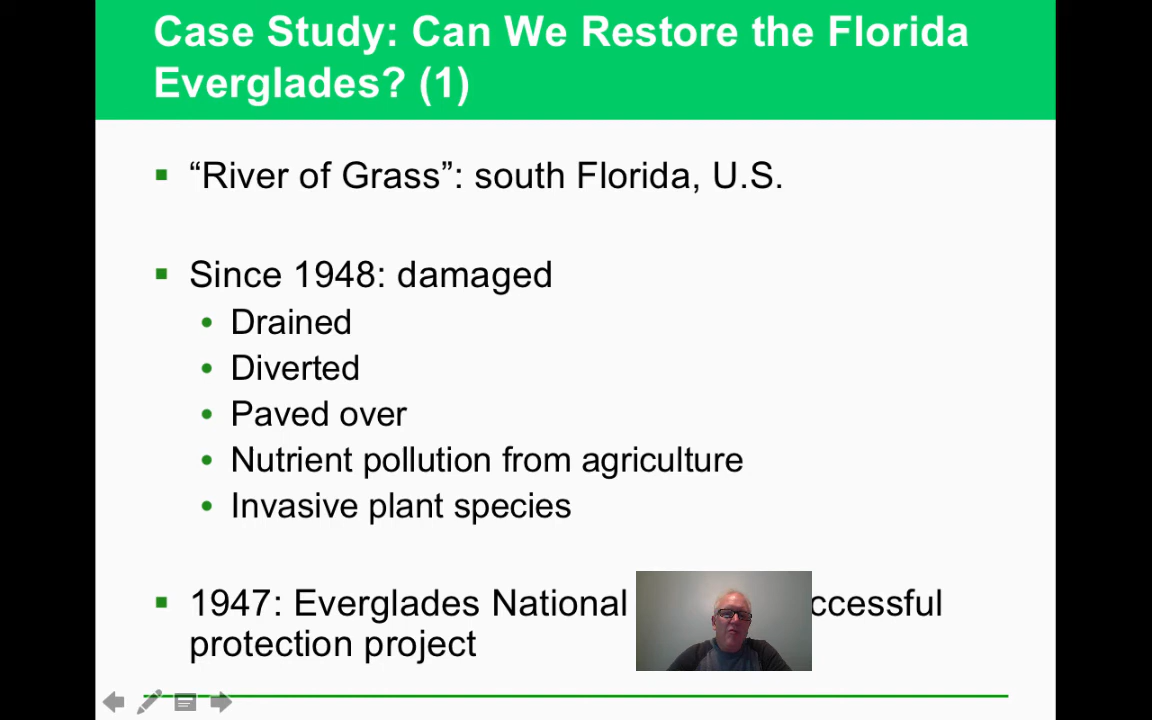 Case Study: Can We Restore the Florida
Everglades? (1)
“River of Grass”: south Florida, U.S.
Since 1948: damaged
Drained
Diverted
Paved over
Nutrient pollution from agriculture
Invasive plant species
1947: Everglades National ccessful
protection project